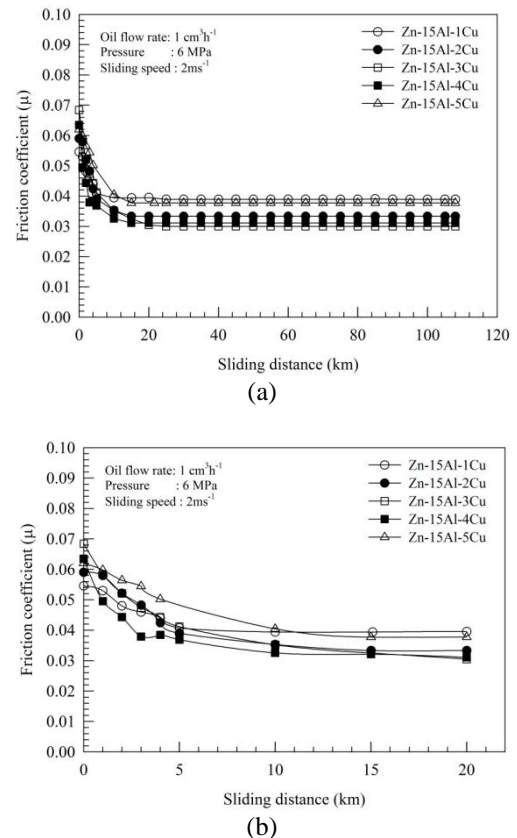 0.10
0.09
0.08
0.07
0.06
0.05
0.04
0.03
0.02
0.01
0.00
Friction coefficient (µ)
Oil flow rate: 1 cm³h⁻¹
Pressure : 6 MPa
Sliding speed : 2ms⁻¹
Zn-15Al-1Cu
Zn-15Al-2Cu
Zn-15Al-3Cu
Zn-15Al-4Cu
Zn-15Al-5Cu
0 20 40 60 80 100 120
Sliding distance (km)
(a)
0.10
0.09
0.08
0.07
0.06
0.05
0.04
0.03
0.02
0.01
0.00
Friction coefficient (µ)
Oil flow rate: 1 cm³h⁻¹
Pressure : 6 MPa
Sliding speed : 2ms⁻¹
Zn-15Al-1Cu
Zn-15Al-2Cu
Zn-15Al-3Cu
Zn-15Al-4Cu
Zn-15Al-5Cu
0 5 10 15 20
Sliding distance (km)
(b)